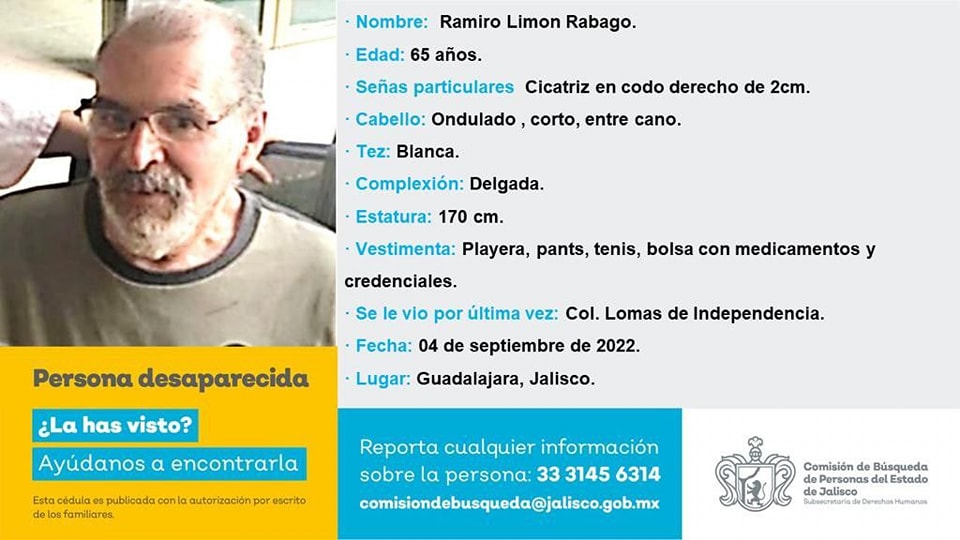 · Nombre: Ramiro Limon Rabago.
· Edad: 65 años.
· Señas particulares Cicatriz en codo derecho de 2cm.
· Cabello: Ondulado , corto, entre cano.
· Tez: Blanca.
· Complexión: Delgada.
· Estatura: 170 cm.
· Vestimenta: Playera, pants, tenis, bolsa con medicamentos y
credenciales.
· Se le vio por última vez: Col. Lomas de Independencia.
· Fecha: 04 de septiembre de 2022.
· Lugar: Guadalajara, Jalisco.
Persona desaparecida
¿La has visto?
Ayúdanos a encontrarla
Esta cédula es publicada con la autorización por escrito
de los familiares.
Reporta cualquier información
sobre la persona: 33 3145 6314
comisiondebusqueda@jalisco.gob.mx
Comisión de Búsqueda
de Personas del Estado
de Jalisco
Subsecretaría de Derechos Humanos